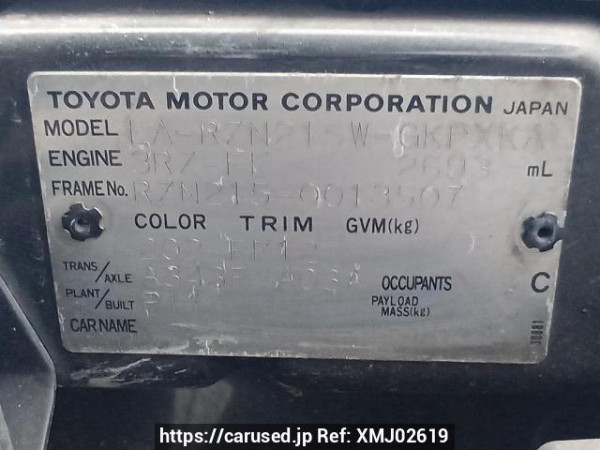 TOYOTA MOTOR CORPORATION JAPAN
MODEL LA-RZN215W-GKPXKA
ENGINE 3RZ-FE 2693 mL
FRAME No. RZN215-0013507
COLOR TRIM GVM(kg)
202
TRANS/AXLE A343F
PLANT/BUILT
OCCUPANTS C
PAYLOAD MASS(kg)
CAR NAME
38881
https://carused.jp Ref: XMJ02619